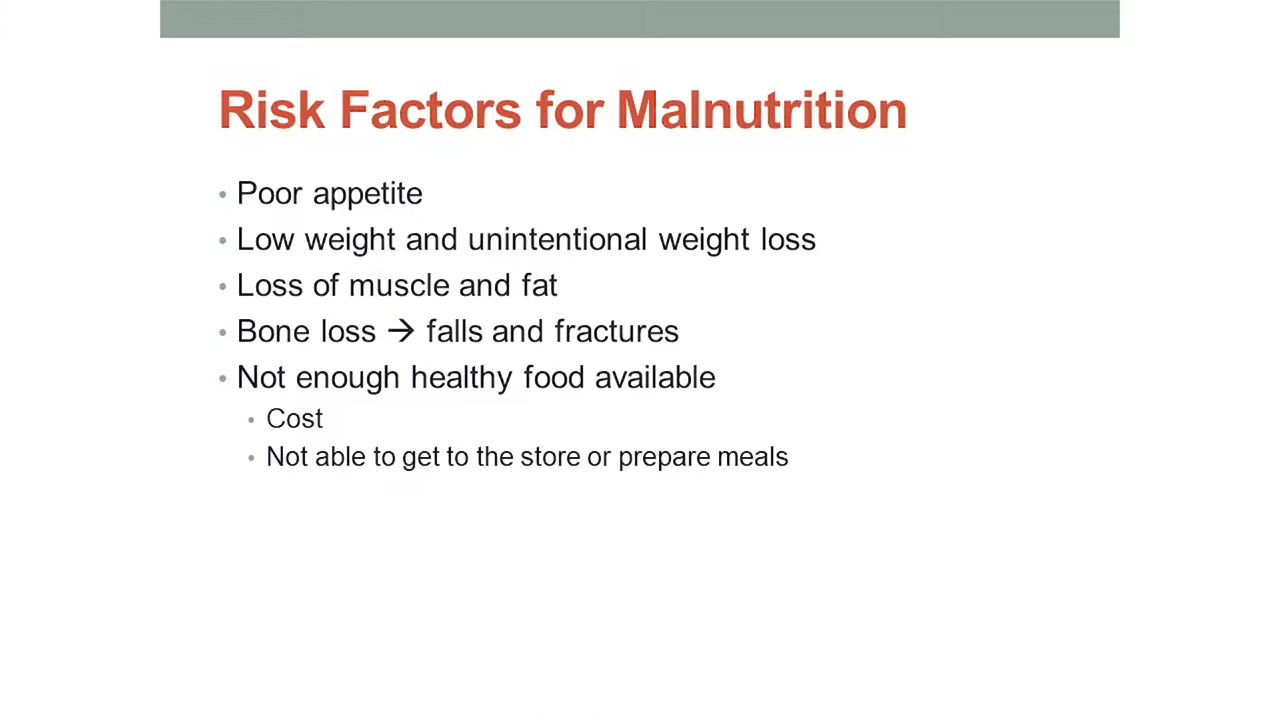 Risk Factors for Malnutrition
• Poor appetite
• Low weight and unintentional weight loss
• Loss of muscle and fat
• Bone loss → falls and fractures
• Not enough healthy food available
• Cost
• Not able to get to the store or prepare meals